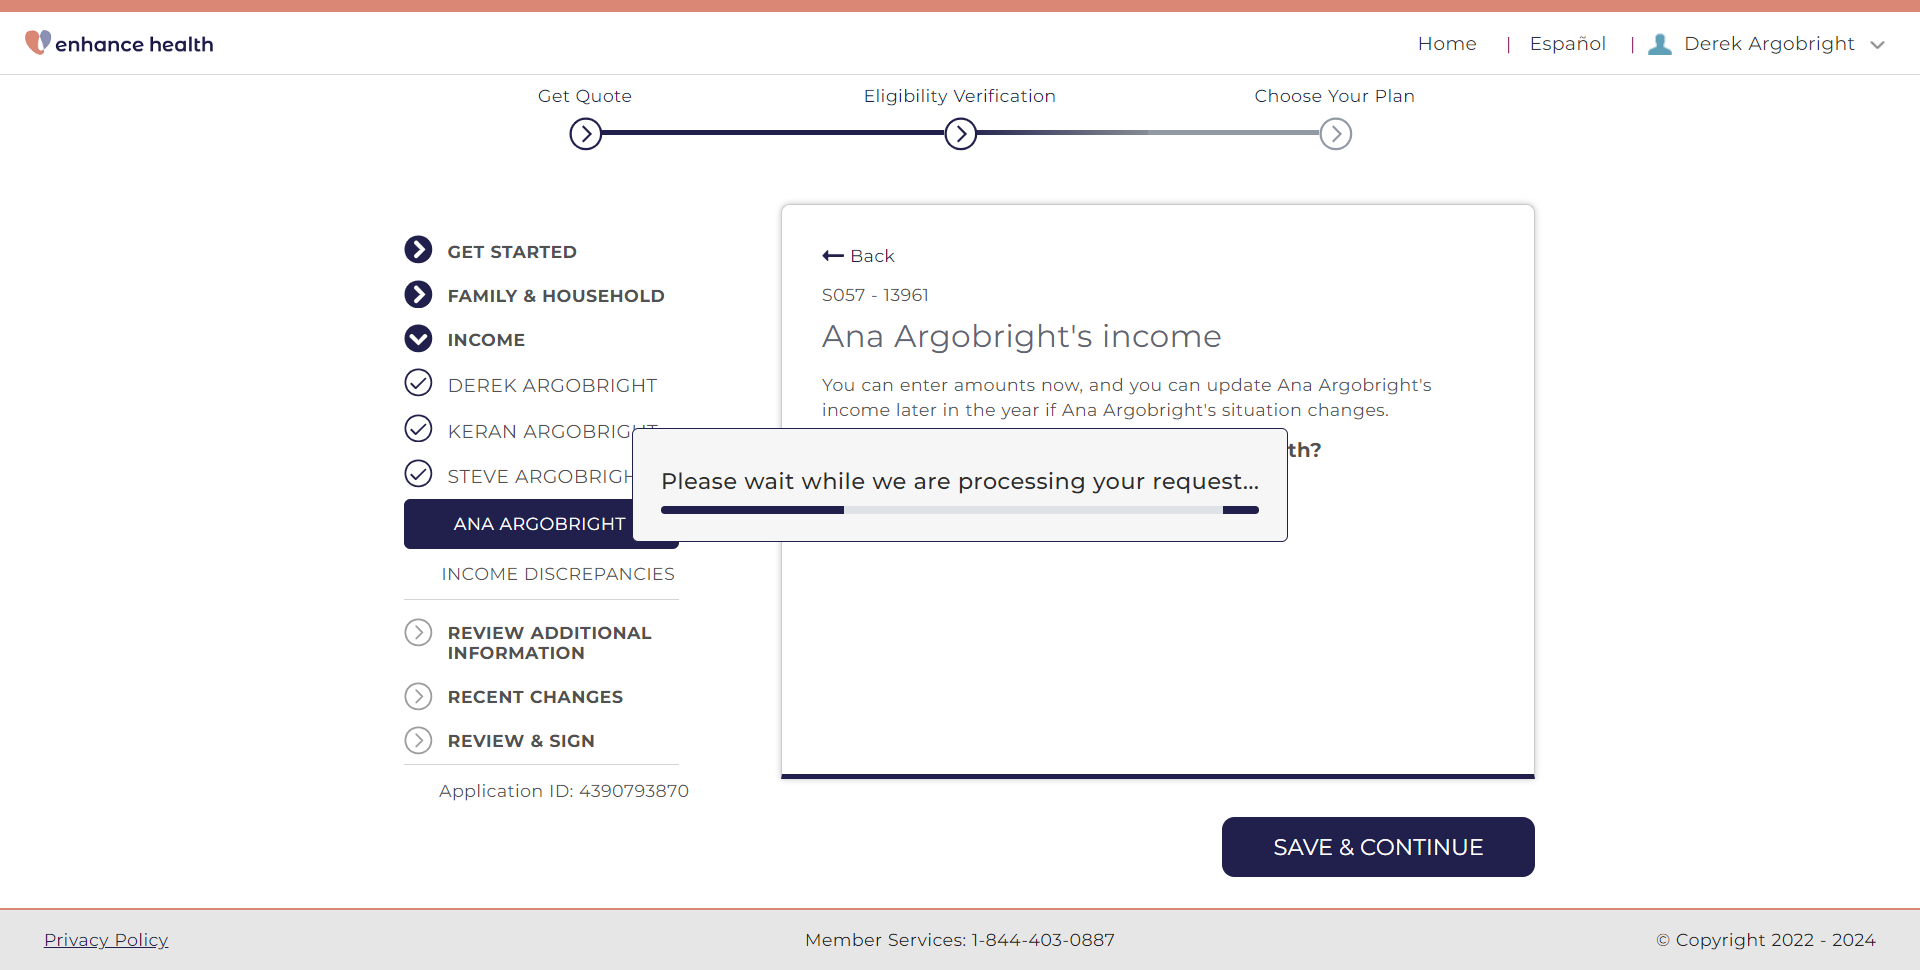 enhance health
Home | Español | Derek Argobright
Get Quote
Eligibility Verification
Choose Your Plan
GET STARTED
FAMILY & HOUSEHOLD
INCOME
DEREK ARGOBRIGHT
KERAN ARGOBRIGHT
STEVE ARGOBRIGH
ANA ARGOBRIGHT
INCOME DISCREPANCIES
REVIEW ADDITIONAL
INFORMATION
RECENT CHANGES
REVIEW & SIGN
Application ID: 4390793870
Back
S057 - 13961
Ana Argobright's income
You can enter amounts now, and you can update Ana Argobright's
income later in the year if Ana Argobright's situation changes.
th?
Please wait while we are processing your request...
SAVE & CONTINUE
Privacy Policy
Member Services: 1-844-403-0887
© Copyright 2022 - 2024